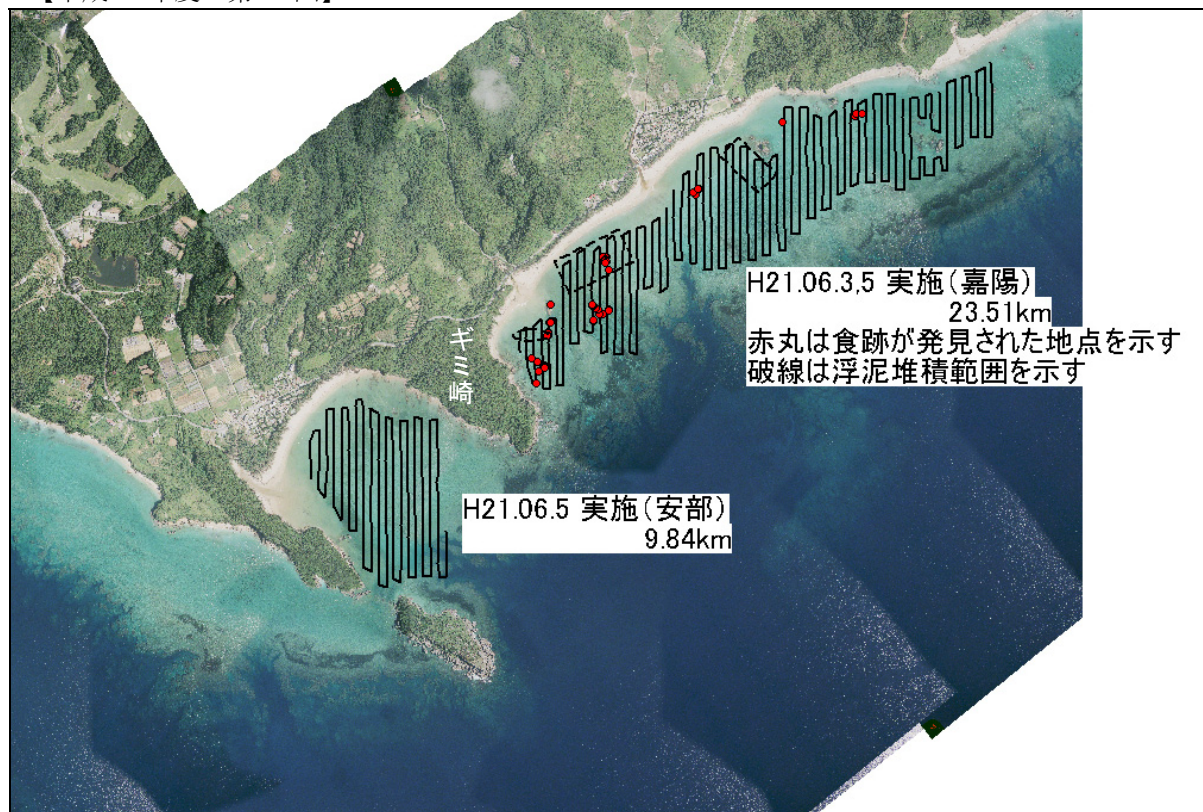 H21.06.3,5 実施(嘉陽)
23.51km
赤丸は食跡が発見された地点を示す
破線は浮泥堆積範囲を示す
ギミ崎
H21.06.5 実施(安部)
9.84km